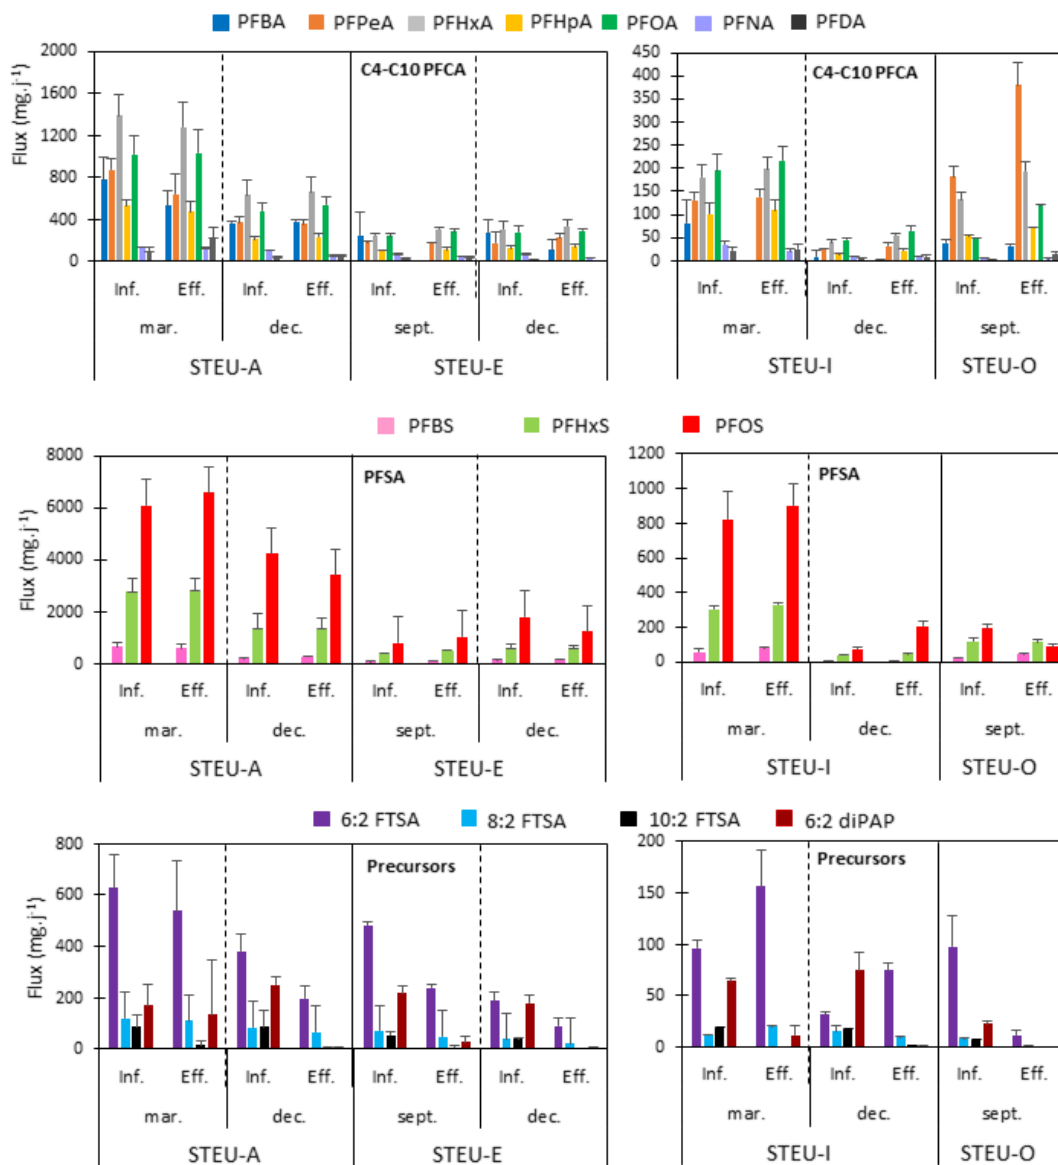 PFBA PFPeA PFHxA PFHpA PFOA PFNA PFDA
Flux (mg.j-1)
2000
1600
1200
800
400
0
C4-C10 PFCA
Inf. Eff. Inf. Eff. Inf. Eff. Inf. Eff.
mar. dec. sept. dec.
STEU-A STEU-E
450
400
350
300
250
200
150
100
50
0
C4-C10 PFCA
Inf. Eff. Inf. Eff. Inf. Eff.
mar. dec. sept.
STEU-I STEU-O
PFBS PFHxS PFOS
Flux (mg.j-1)
8000
6000
4000
2000
0
PFSA
Inf. Eff. Inf. Eff. Inf. Eff. Inf. Eff.
mar. dec. sept. dec.
STEU-A STEU-E
1200
1000
800
600
400
200
0
PFSA
Inf. Eff. Inf. Eff. Inf. Eff.
mar. dec. sept.
STEU-I STEU-O
6:2 FTSA 8:2 FTSA 10:2 FTSA 6:2 diPAP
Flux (mg.j-1)
800
600
400
200
0
Precursors
Inf. Eff. Inf. Eff. Inf. Eff. Inf. Eff.
mar. dec. sept. dec.
STEU-A STEU-E
200
150
100
50
0
Precursors
Inf. Eff. Inf. Eff. Inf. Eff.
mar. dec. sept.
STEU-I STEU-O